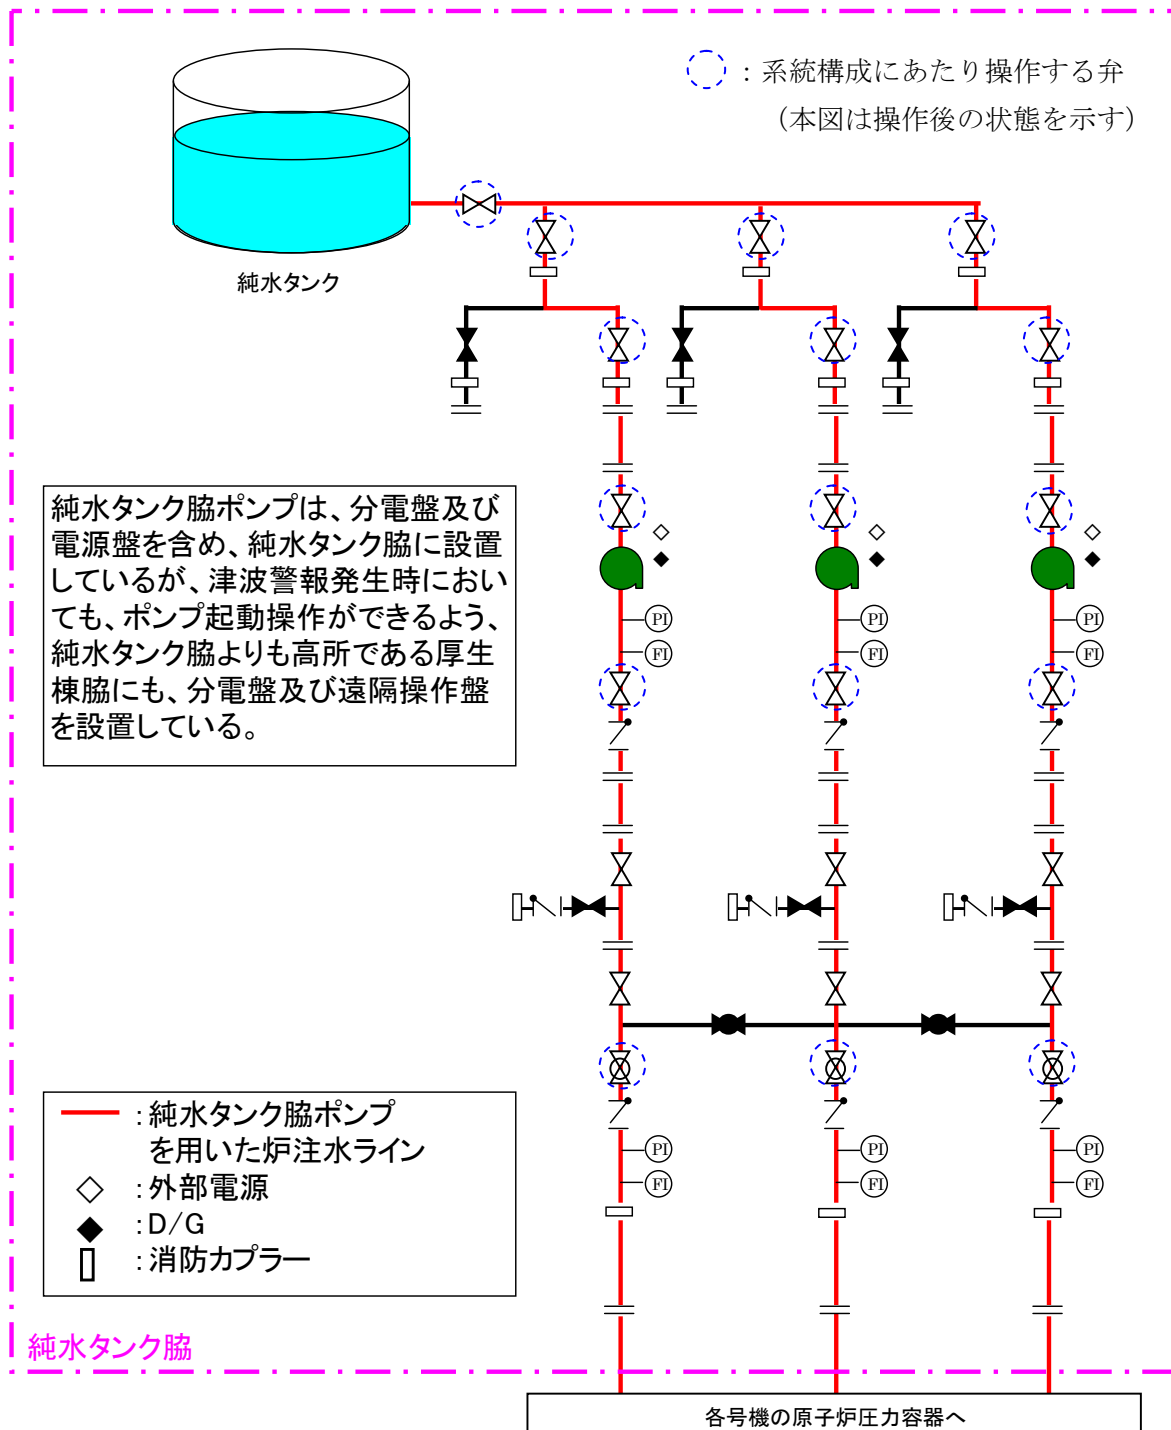 ：系統構成にあたり操作する弁
（本図は操作後の状態を示す）
純水タンク
純水タンク脇ポンプは、分電盤及び
電源盤を含め、純水タンク脇に設置
しているが、津波警報発生時におい
ても、ポンプ起動操作ができるよう、
純水タンク脇よりも高所である厚生
棟脇にも、分電盤及び遠隔操作盤
を設置している。
PI
PI
PI
FI
FI
FI
：純水タンク脇ポンプ
を用いた炉注水ライン
：外部電源
：D/G
：消防カプラー
PI
PI
PI
FI
FI
FI
純水タンク脇
各号機の原子炉圧力容器へ